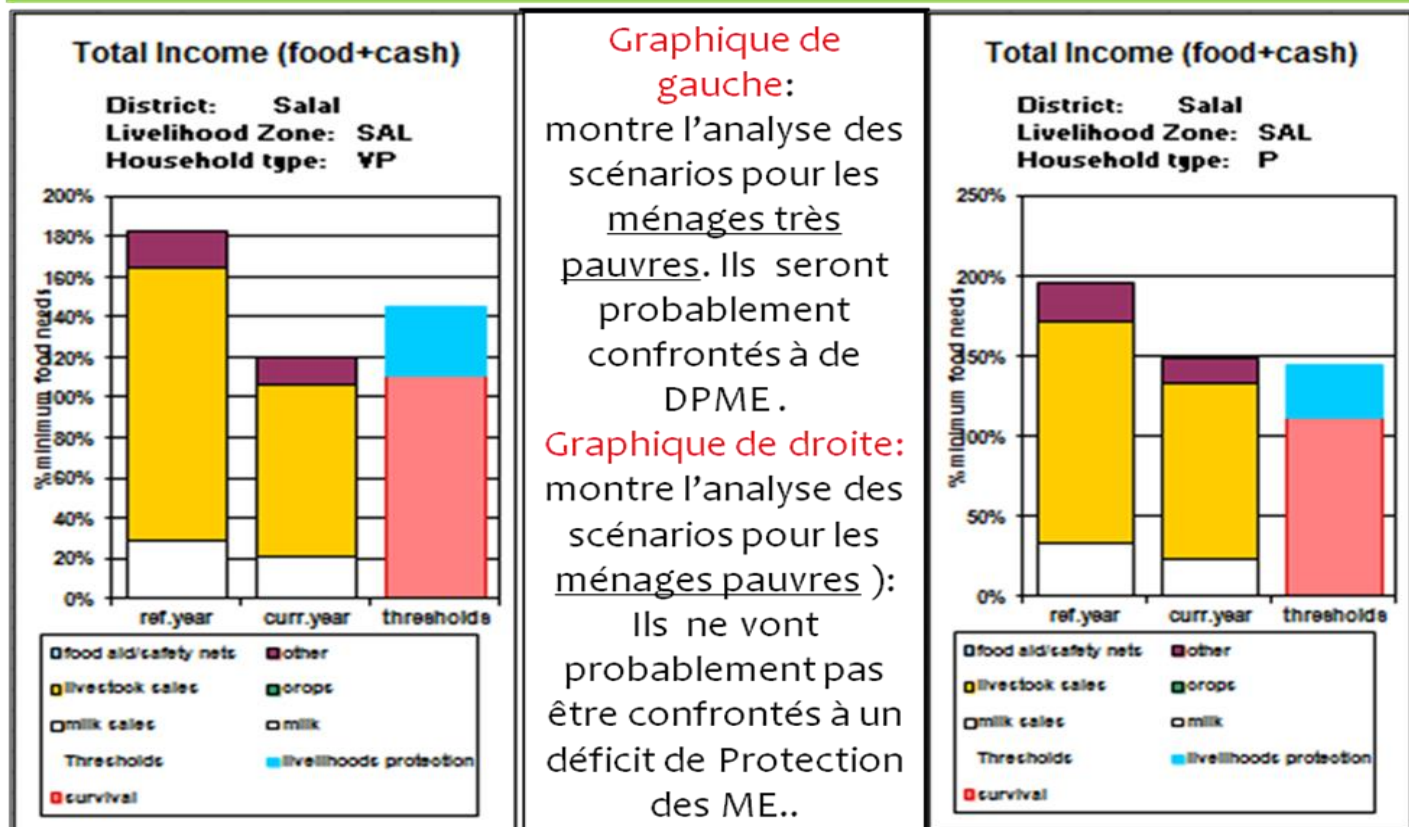 Total Income (food+cash)
District: Salal
Livelihood Zone: SAL
Household type: VP
% minimum food needs
200%
180%
160%
140%
120%
100%
80%
60%
40%
20%
0%
ref.year curr.year thresholds
food aid/safety nets other
livestook sales orops
milk sales milk
Thresholds livelihoods protection
survival
Graphique de
gauche:
montre l’analyse des
scénarios pour les
ménages très
pauvres. Ils seront
probablement
confrontés à de
DPME .
Graphique de droite:
montre l’analyse des
scénarios pour les
ménages pauvres ):
Ils ne vont
probablement pas
être confrontés à un
déficit de Protection
des ME..
Total Income (food+cash)
District: Salal
Livelihood Zone: SAL
Household type: P
% minimum food needs
250%
200%
150%
100%
50%
0%
ref.year curr.year thresholds
food aid/safety nets other
livestook sales orops
milk sales milk
Thresholds livelihoods protection
survival